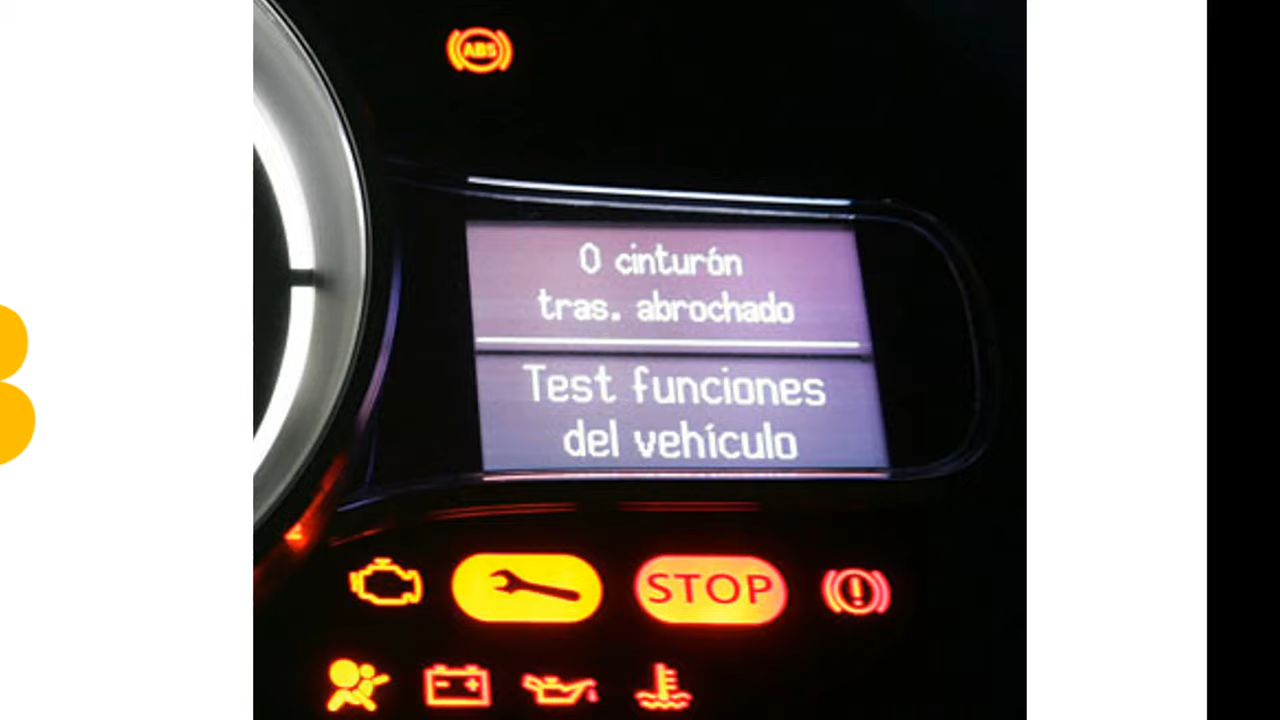 ABS
0 cinturón
tras. abrochado
Test funciones
del vehículo
STOP